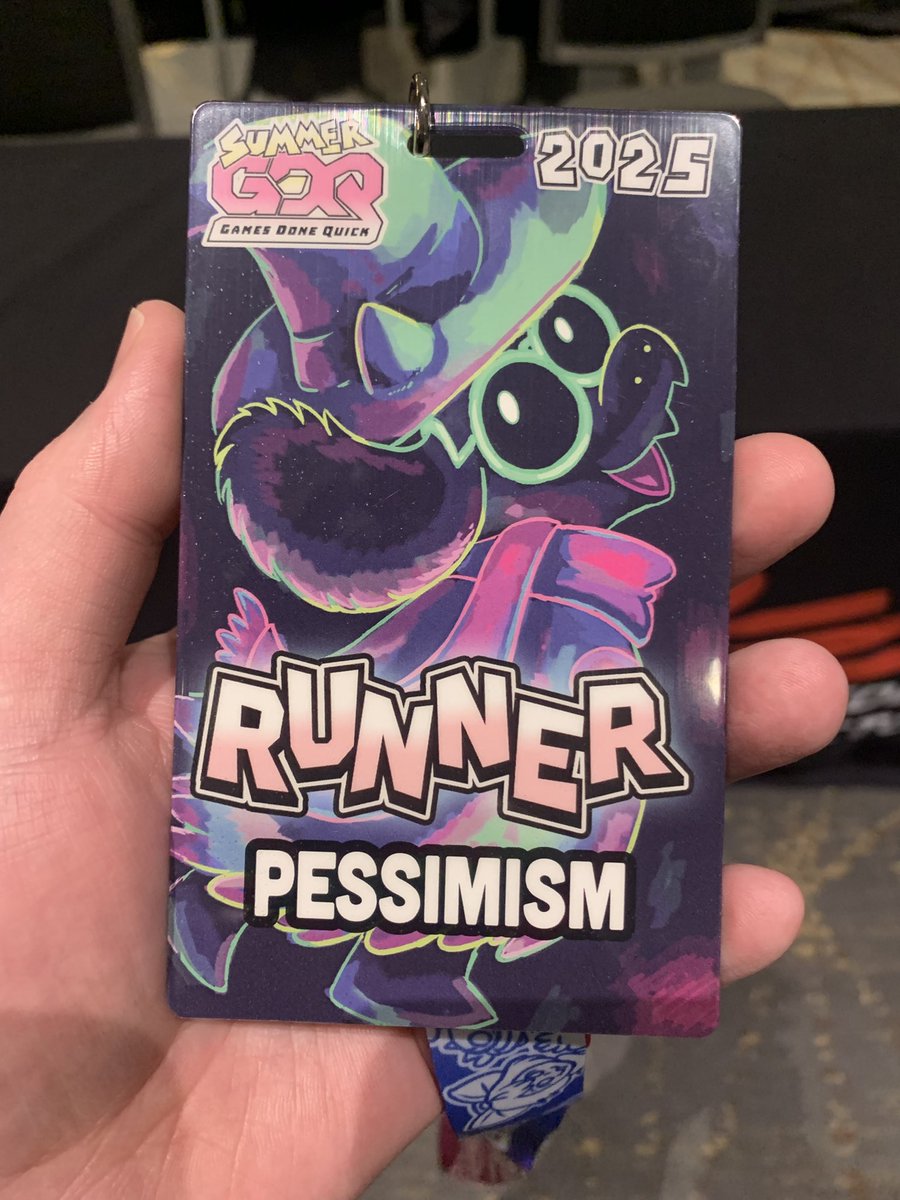 SUMMER
GDQ
GAMES DONE QUICK
2025
RUNNER
PESSIMISM